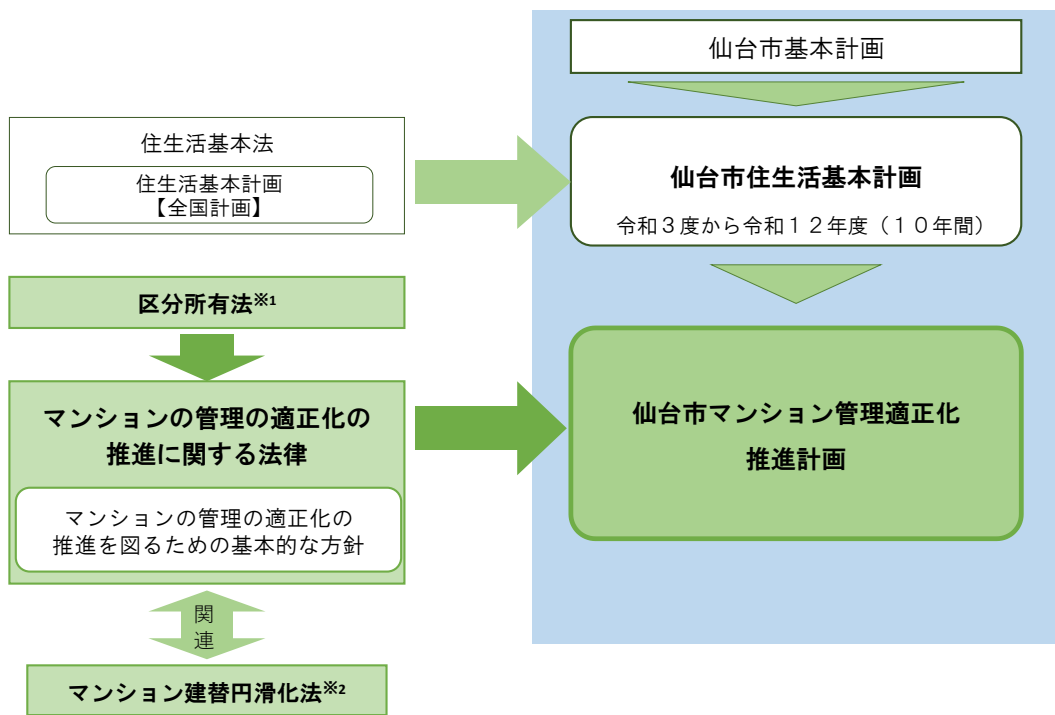 仙台市基本計画
住生活基本法
住生活基本計画
【全国計画】
仙台市住生活基本計画
令和３度から令和１２年度（１０年間）
区分所有法※1
マンションの管理の適正化の
推進に関する法律
マンションの管理の適正化の
推進を図るための基本的な方針
仙台市マンション管理適正化
推進計画
関
連
マンション建替円滑化法※2